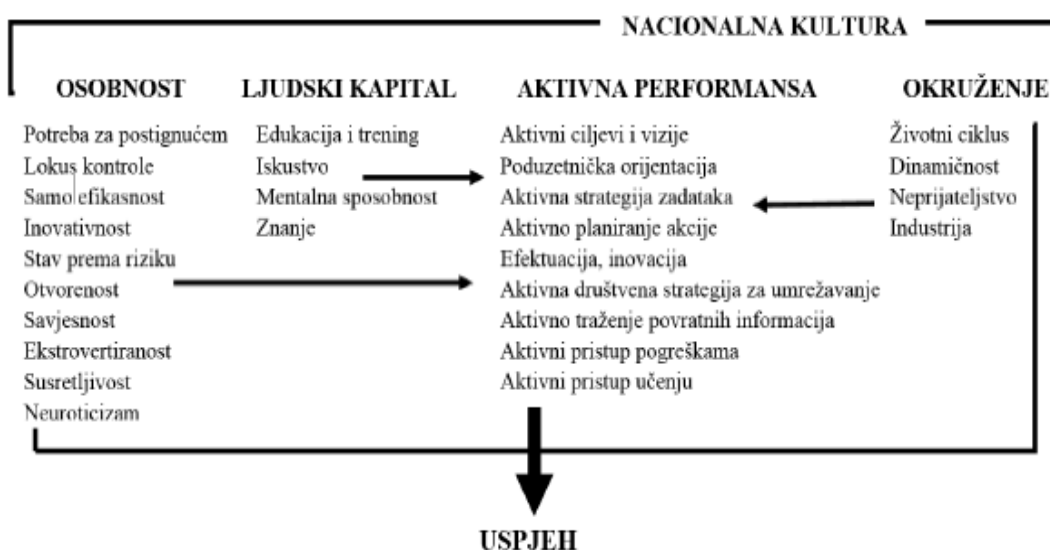 NACIONALNA KULTURA
OSOBNOST
Potreba za postignućem
Lokus kontrole
Samo efikasnost
Inovativnost
Stav prema riziku
Otvorenost
Savjesnost
Ekstrovertiranost
Susretljivost
Neuroticizam
LJUDSKI KAPITAL
Edukacija i trening
Iskustvo
Mentalna sposobnost
Znanje
AKTIVNA PERFORMANSA
Aktivni ciljevi i vizije
Poduzetnička orijentacija
Aktivna strategija zadataka
Aktivno planiranje akcije
Efektuacija, inovacija
Aktivna društvena strategija za umrežavanje
Aktivno traženje povratnih informacija
Aktivni pristup pogreškama
Aktivni pristup učenju
OKRUŽENJE
Životni ciklus
Dinamičnost
Neprijateljstvo
Industrija
USPJEH